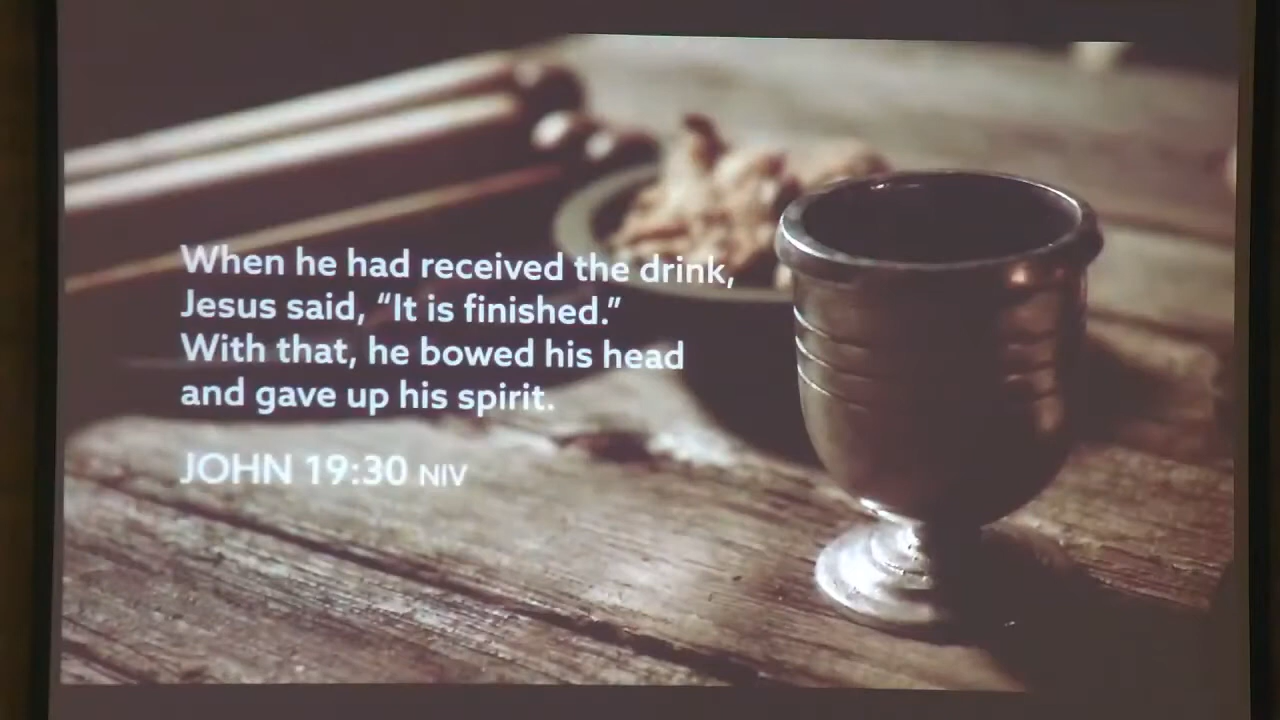 When he had received the drink,
Jesus said, “It is finished.”
With that, he bowed his head
and gave up his spirit.
JOHN 19:30 NIV